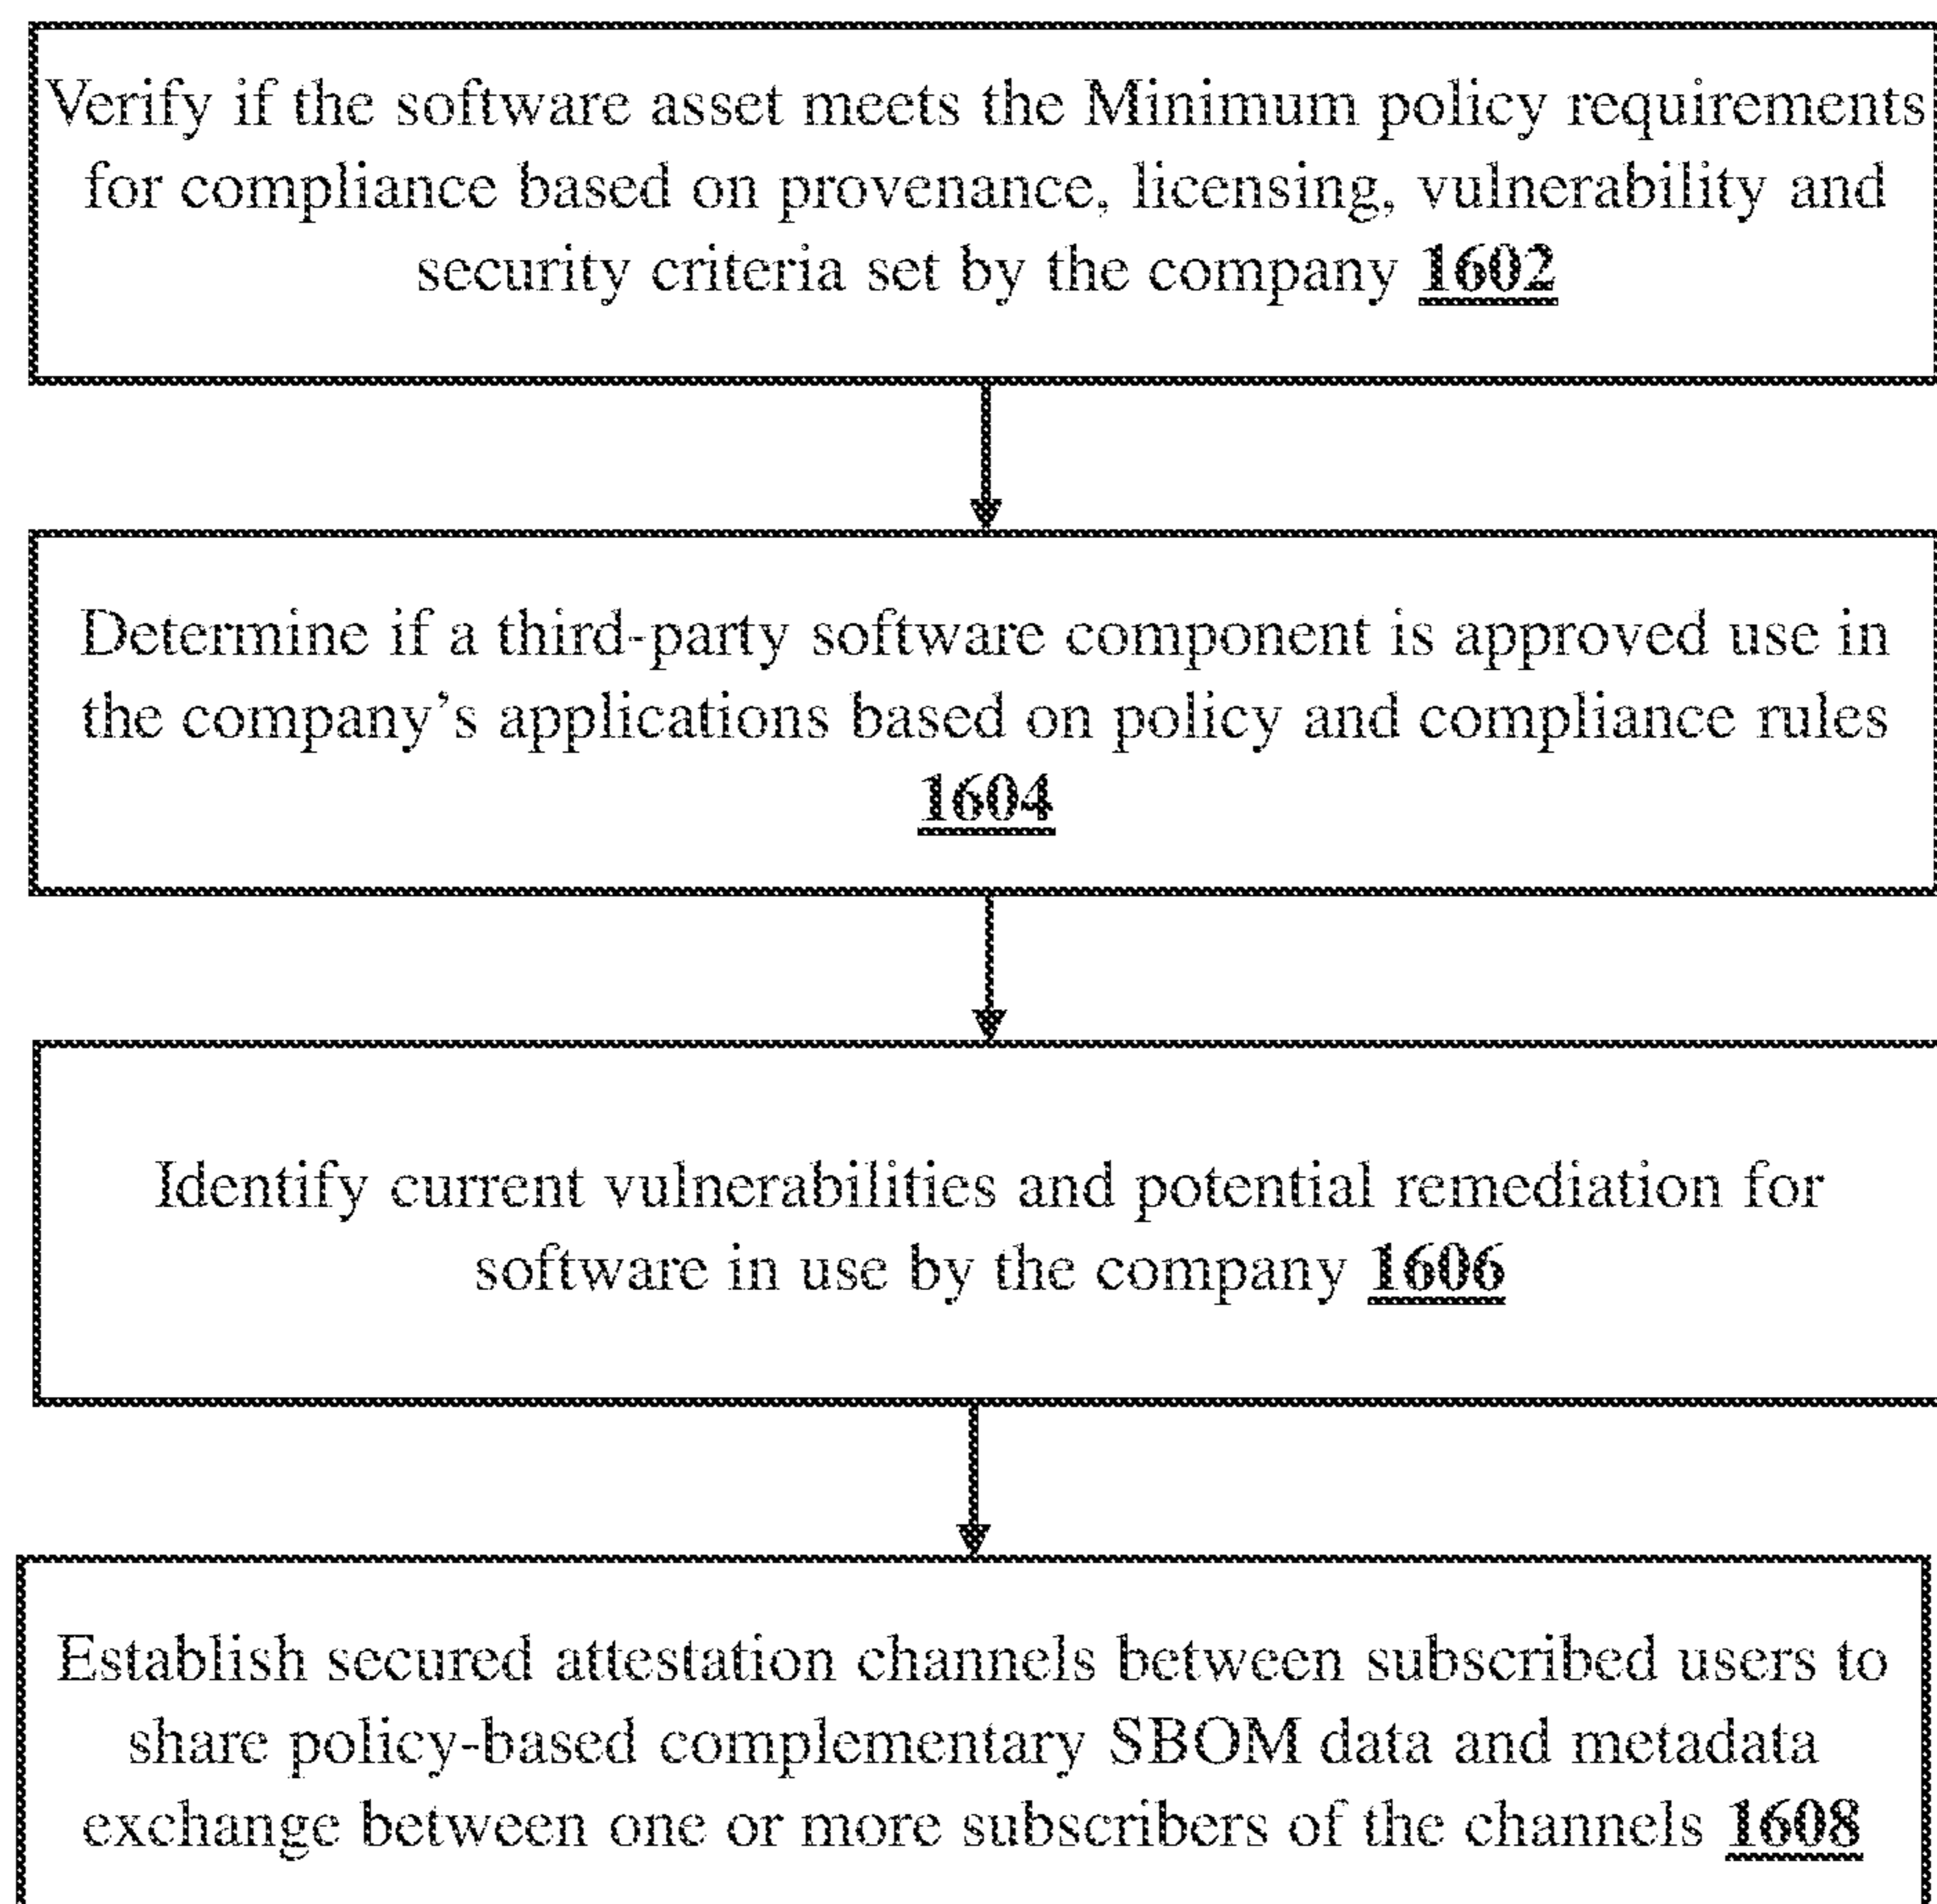 Verify if the software asset meets the Minimum policy requirements
for compliance based on provenance, licensing, vulnerability and
security criteria set by the company 1602
Determine if a third-party software component is approved use in
the company’s applications based on policy and compliance rules
1604
Identify current vulnerabilities and potential remediation for
software in use by the company 1606
Establish secured attestation channels between subscribed users to
share policy-based complementary SBOM data and metadata
exchange between one or more subscribers of the channels 1608